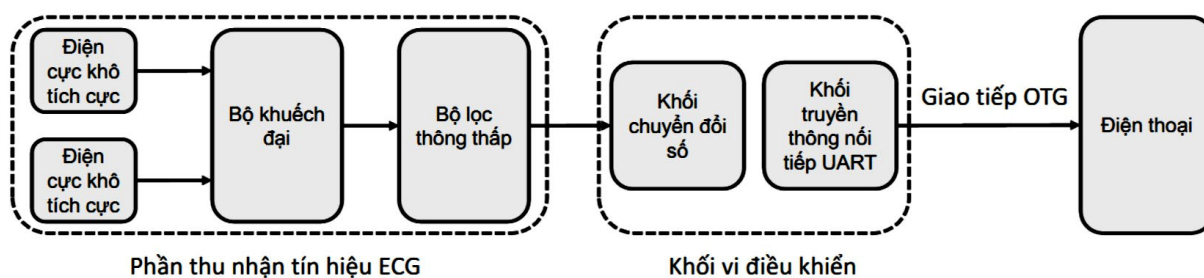 Điện
cực khô
tích cực
Điện
cực khô
tích cực
Bộ khuếch
đại
Bộ lọc
thông thấp
Khối
chuyển đổi
số
Khối
truyền
thông nối
tiếp UART
Giao tiếp OTG
Điện thoại
Phần thu nhận tín hiệu ECG
Khối vi điều khiển